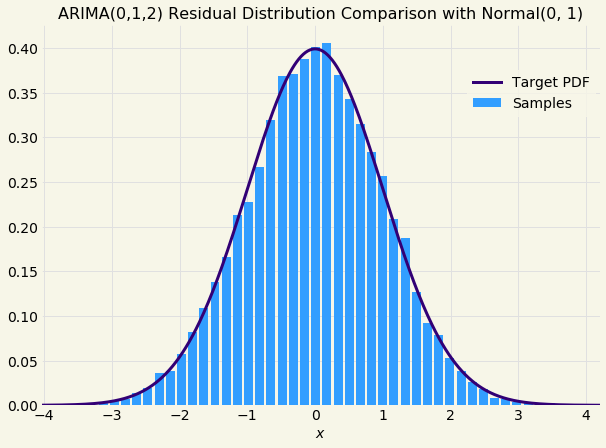 ARIMA(0,1,2) Residual Distribution Comparison with Normal(0, 1)
0.40
0.35
0.30
0.25
0.20
0.15
0.10
0.05
0.00
Target PDF
Samples
−4 −3 −2 −1 0 1 2 3 4
x